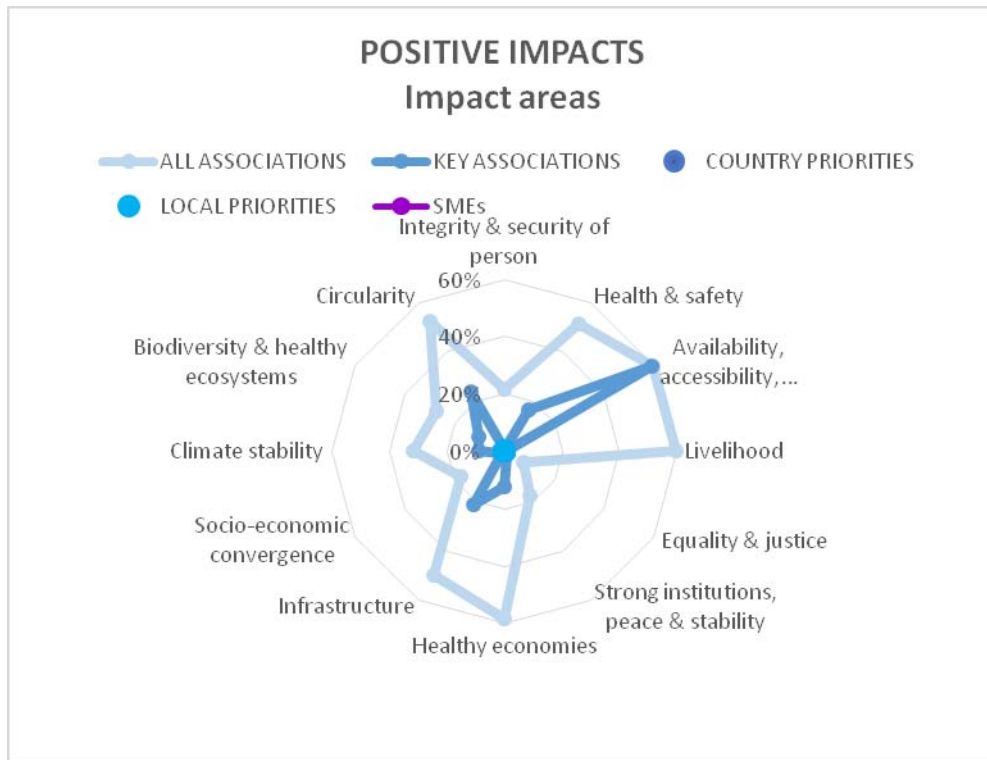 POSITIVE IMPACTS
Impact areas
ALL ASSOCIATIONS
KEY ASSOCIATIONS
COUNTRY PRIORITIES
LOCAL PRIORITIES
SMEs
Integrity & security of
person
60%
Circularity
Health & safety
40%
Biodiversity & healthy
ecosystems
Availability,
accessibility,...
20%
Climate stability
0%
Livelihood
Socio-economic
convergence
Equality & justice
Infrastructure
Strong institutions,
peace & stability
Healthy economies